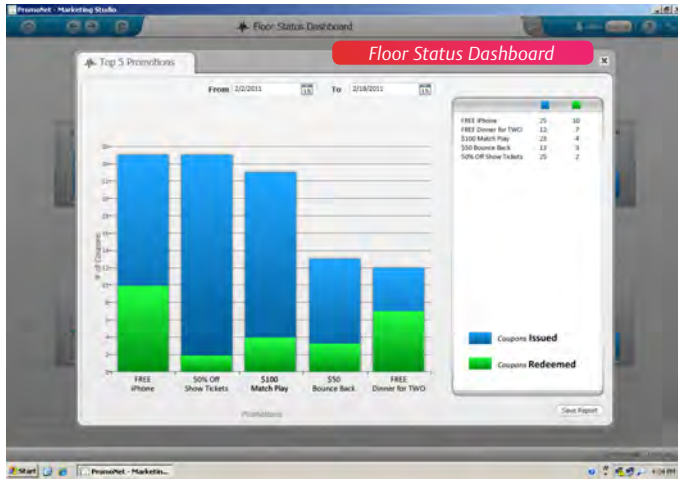 PromoNet - Marketing Studio
Floor Status Dashboard
Floor Status Dashboard
Top 5 Promotions
From 2/2/2011 To 2/18/2011
FREE iPhone 25 10
FREE Dinner for TWO 12 7
$100 Match Play 23 4
$50 Bounce Back 13 3
50% Off Show Tickets 25 2
# of Coupons
Coupons Issued
Coupons Redeemed
FREE 50% Off $100 $50 FREE
iPhone Show Tickets Match Play Bounce Back Dinner for TWO
Promotions
Save Report
Start PromoNet - Marketin...